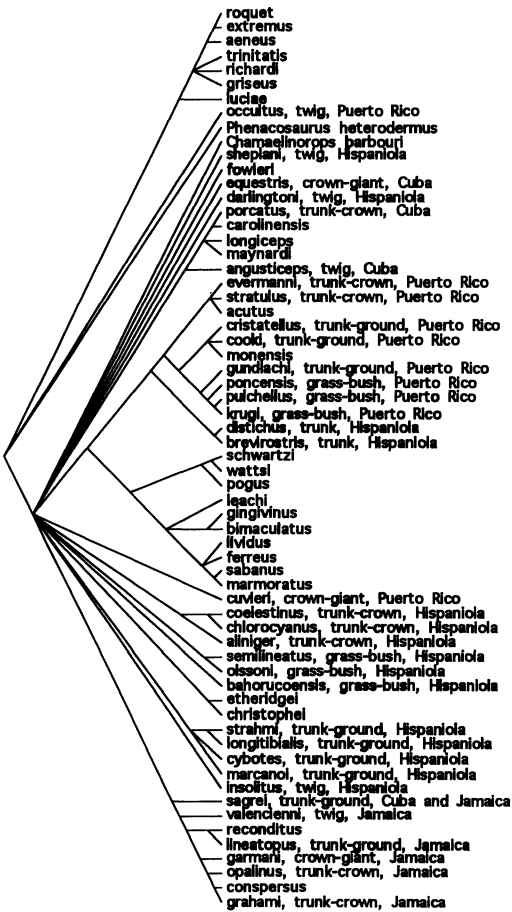 roquet
extremus
aeneus
trinitatis
richardi
griseus
luciae
occultus, twig, Puerto Rico
Phenacosaurus heterodermus
Chamaelinorops barbouri
sheplani, twig, Hispaniola
fowleri
equestris, crown-giant, Cuba
darlingtoni, twig, Hispaniola
porcatus, trunk-crown, Cuba
carolinensis
longiceps
maynardi
angusticeps, twig, Cuba
evermanni, trunk-crown, Puerto Rico
stratulus, trunk-crown, Puerto Rico
acutus
cristatellus, trunk-ground, Puerto Rico
cooki, trunk-ground, Puerto Rico
monensis
gundlachi, trunk-ground, Puerto Rico
poncensis, grass-bush, Puerto Rico
pulchellus, grass-bush, Puerto Rico
krugi, grass-bush, Puerto Rico
distichus, trunk, Hispaniola
brevirostris, trunk, Hispaniola
schwartzi
wattsi
pogus
leachi
gingivinus
bimaculatus
lividus
ferreus
sabanus
marmoratus
cuvieri, crown-giant, Puerto Rico
coelestinus, trunk-crown, Hispaniola
chlorocyanus, trunk-crown, Hispaniola
aliniger, trunk-crown, Hispaniola
semilineatus, grass-bush, Hispaniola
olssoni, grass-bush, Hispaniola
bahorucoensis, grass-bush, Hispaniola
etheridgei
christophei
strahmi, trunk-ground, Hispaniola
longitibialis, trunk-ground, Hispaniola
cybotes, trunk-ground, Hispaniola
marcanoi, trunk-ground, Hispaniola
insolitus, twig, Hispaniola
sagrei, trunk-ground, Cuba and Jamaica
valencienni, twig, Jamaica
reconditus
lineatopus, trunk-ground, Jamaica
garmani, crown-giant, Jamaica
opalinus, trunk-crown, Jamaica
conspersus
grahami, trunk-crown, Jamaica